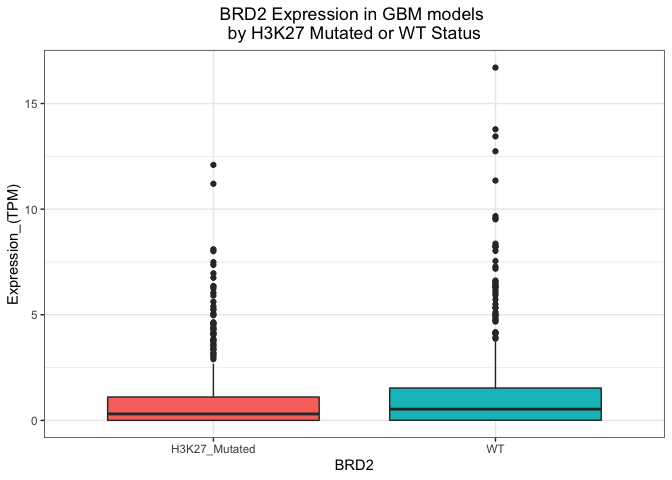 BRD2 Expression in GBM models
by H3K27 Mutated or WT Status
Expression_(TPM)
15
10
5
0
H3K27_Mutated
WT
BRD2